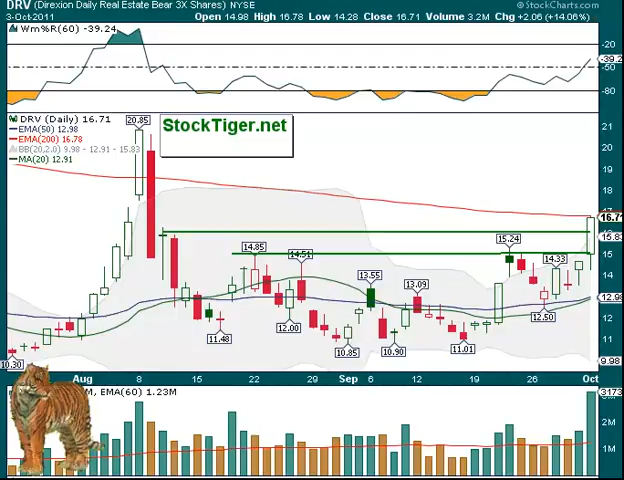 DRV (Direxion Daily Real Estate Bear 3X Shares) NYSE
© StockCharts.com
3-Oct-2011
Open 14.98 High 16.78 Low 14.28 Close 16.71 Volume 3.2M Chg +2.06 (+14.06%)
Wm%R(60) -39.24
-20
-39.2
-50
-80
DRV (Daily) 16.71
EMA(50) 12.98
EMA(200) 16.78
BB(20,2.0) 9.98 - 12.91 - 15.83
MA(20) 12.91
StockTiger.net
20.85
15.24
14.85
14.51
14.33
13.55
13.09
12.50
12.00
11.48
11.01
10.90
10.85
10.30
21
20
19
18
16.71
15.83
15
14
12.98
12
11
9.98
Aug 8 15 22 29 Sep 6 12 19 26 Oct
M, EMA(60) 1.23M
3173
2M
1M